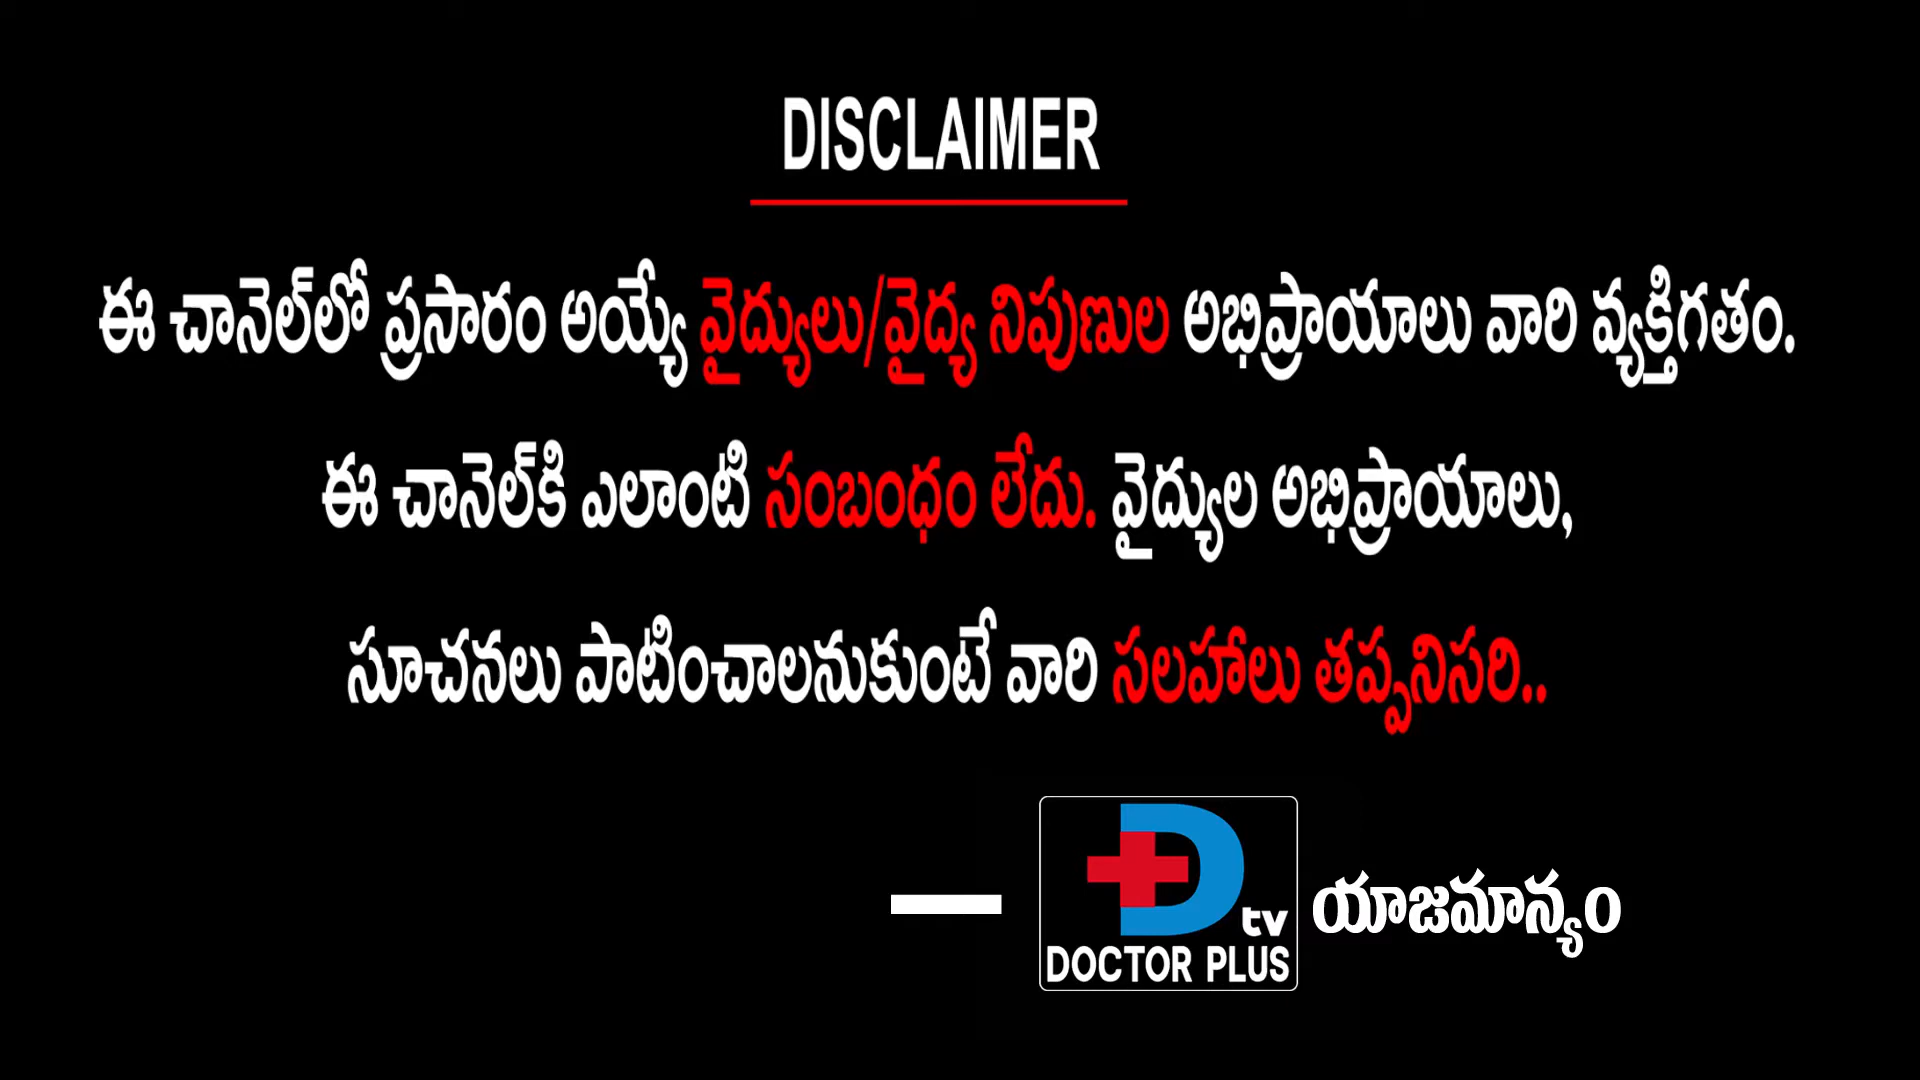 DISCLAIMER
ఈ చానెల్‌లో ప్రసారం అయ్యే వైద్యులు/వైద్య నిపుణుల అభిప్రాయాలు వారి వ్యక్తిగతం.
ఈ చానెల్‌కి ఎలాంటి సంబంధం లేదు. వైద్యుల అభిప్రాయాలు,
సూచనలు పాటించాలనుకుంటే వారి సలహాలు తప్పనిసరి..
— D tv
DOCTOR PLUS
యాజమాన్యం